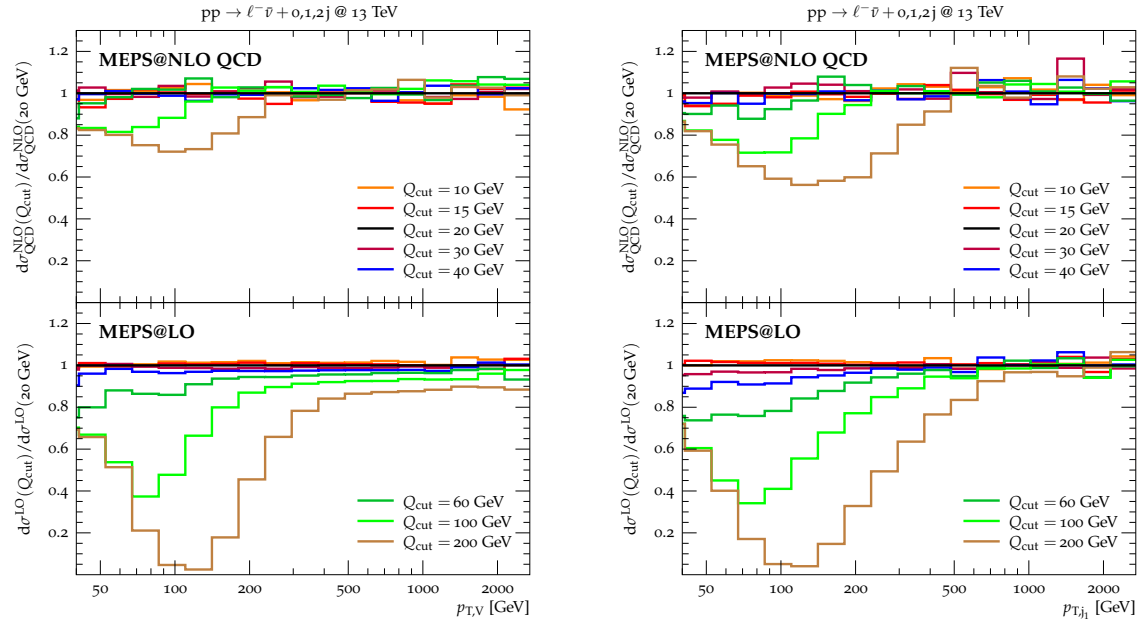 pp → ℓ⁻ν̄ + 0,1,2j @ 13 TeV
MEPS@NLO QCD
dσ^NLO_QCD(Q_cut)/dσ^NLO_QCD(20 GeV)
1.2
1
0.8
0.6
0.4
0.2
Q_cut = 10 GeV
Q_cut = 15 GeV
Q_cut = 20 GeV
Q_cut = 30 GeV
Q_cut = 40 GeV
MEPS@LO
dσ^LO(Q_cut)/dσ^LO(20 GeV)
1.2
1
0.8
0.6
0.4
0.2
Q_cut = 60 GeV
Q_cut = 100 GeV
Q_cut = 200 GeV
50 100 200 500 1000 2000
p_T,V [GeV]
pp → ℓ⁻ν̄ + 0,1,2j @ 13 TeV
MEPS@NLO QCD
dσ^NLO_QCD(Q_cut)/dσ^NLO_QCD(20 GeV)
1.2
1
0.8
0.6
0.4
0.2
Q_cut = 10 GeV
Q_cut = 15 GeV
Q_cut = 20 GeV
Q_cut = 30 GeV
Q_cut = 40 GeV
MEPS@LO
dσ^LO(Q_cut)/dσ^LO(20 GeV)
1.2
1
0.8
0.6
0.4
0.2
Q_cut = 60 GeV
Q_cut = 100 GeV
Q_cut = 200 GeV
50 100 200 500 1000 2000
p_T,j₁ [GeV]